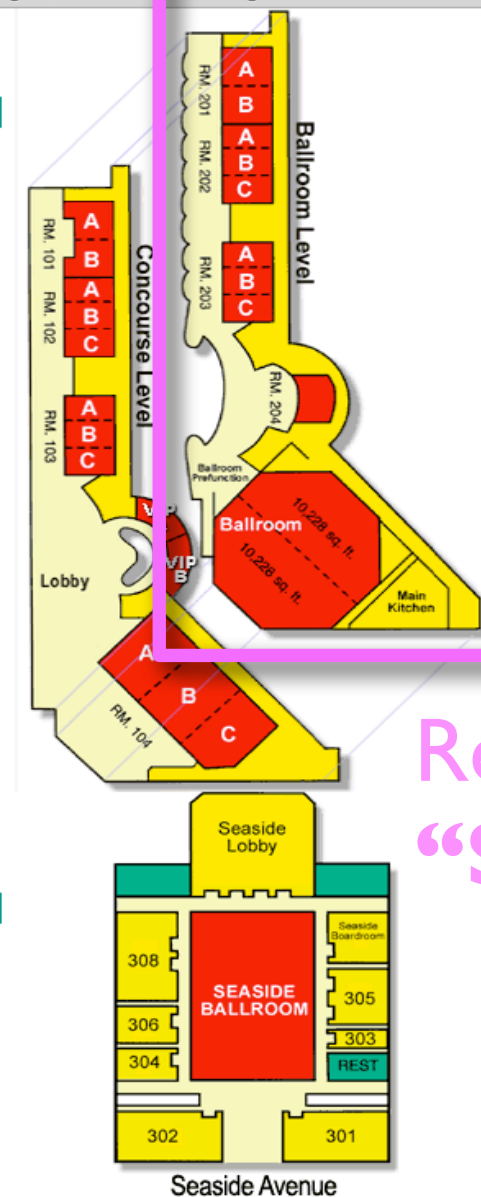 A
B
RM. 201
A
B
C
RM. 202
Ballroom Level
A
B
C
RM. 203
RM. 204
Ballroom
Prefunction
Ballroom
10,228 sq. ft.
10,228 sq. ft.
Main
Kitchen
A
B
RM. 101
A
B
C
RM. 102
Concourse Level
A
B
C
RM. 103
VIP
VIP
B
Lobby
A
B
C
RM. 104
Seaside
Lobby
308
306
304
302
SEASIDE
BALLROOM
Seaside
Boardroom
305
303
REST
301
Seaside Avenue